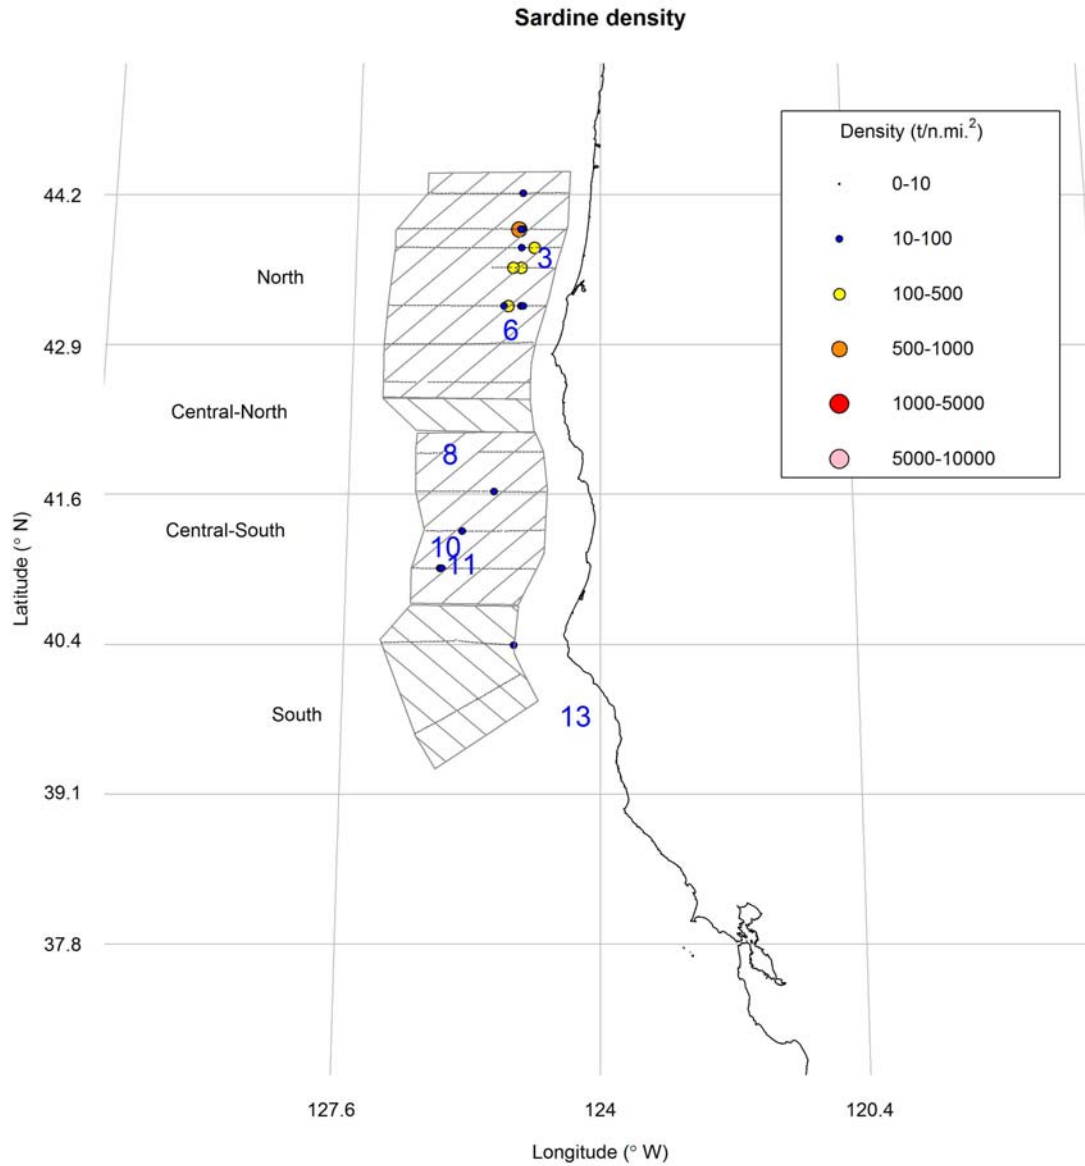 Sardine density
Density (t/n.mi.²)
0-10
10-100
100-500
500-1000
1000-5000
5000-10000
44.2
42.9
41.6
40.4
39.1
37.8
Latitude (° N)
North
Central-North
Central-South
South
3
6
8
10
11
13
127.6
124
120.4
Longitude (° W)